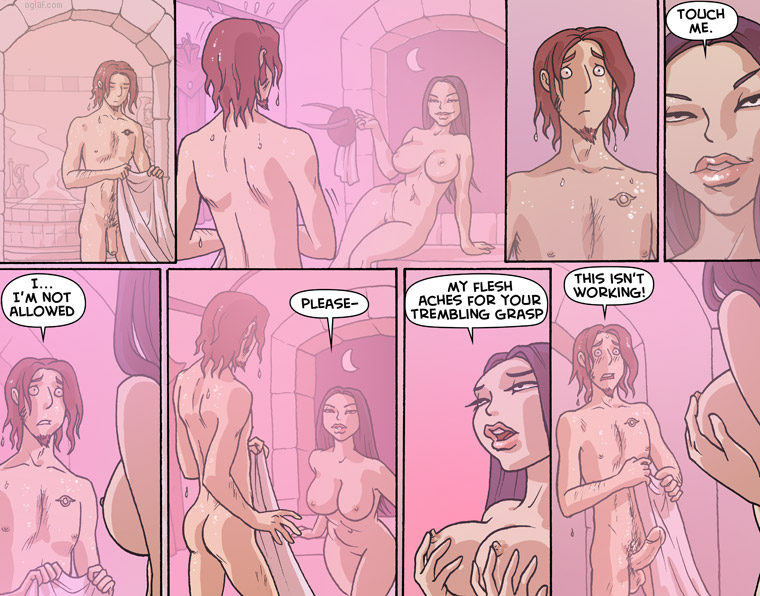 oglaf.com
TOUCH
ME.
I...
I'M NOT
ALLOWED
PLEASE-
MY FLESH
ACHES FOR YOUR
TREMBLING GRASP
THIS ISN'T
WORKING!